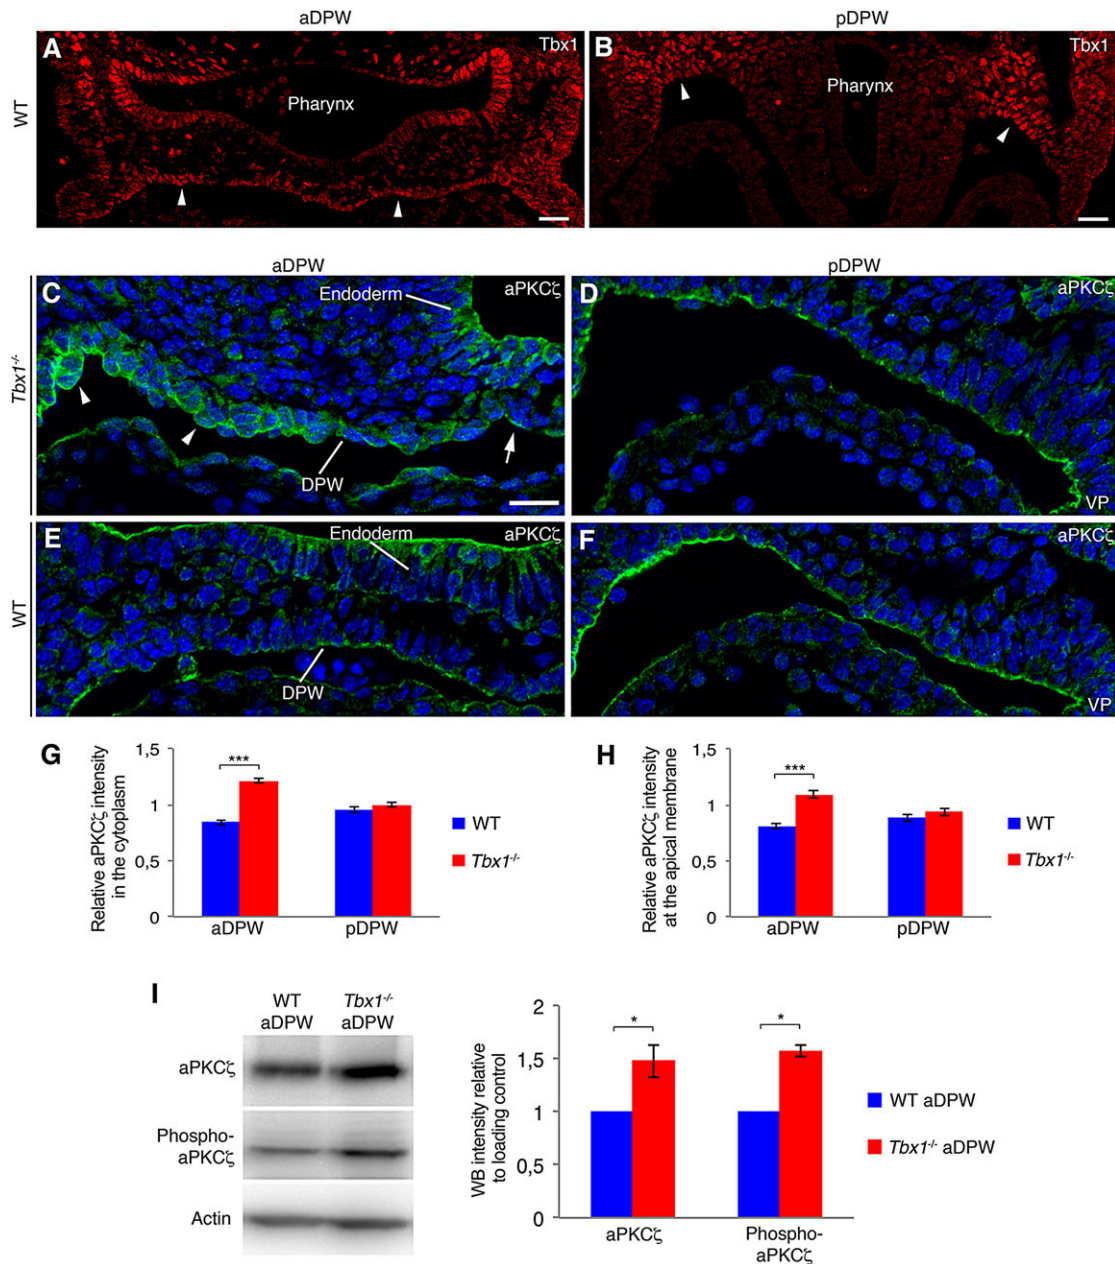 aDPW
pDPW
WT
A
Tbx1
Pharynx
B
Tbx1
Pharynx
aDPW
pDPW
Tbx1-/-
C
Endoderm
aPKCζ
DPW
D
aPKCζ
VP
WT
E
Endoderm
aPKCζ
DPW
F
aPKCζ
VP
G
Relative aPKCζ intensity
in the cytoplasm
1,5
1
0,5
0
***
aDPW
pDPW
WT
Tbx1-/-
H
Relative aPKCζ intensity
at the apical membrane
1,5
1
0,5
0
***
aDPW
pDPW
I
WT
aDPW
Tbx1-/-
aDPW
aPKCζ
Phospho-
aPKCζ
Actin
WB intensity relative
to loading control
2
1,5
1
0,5
0
*
*
aPKCζ
Phospho-
aPKCζ
WT aDPW
Tbx1-/- aDPW